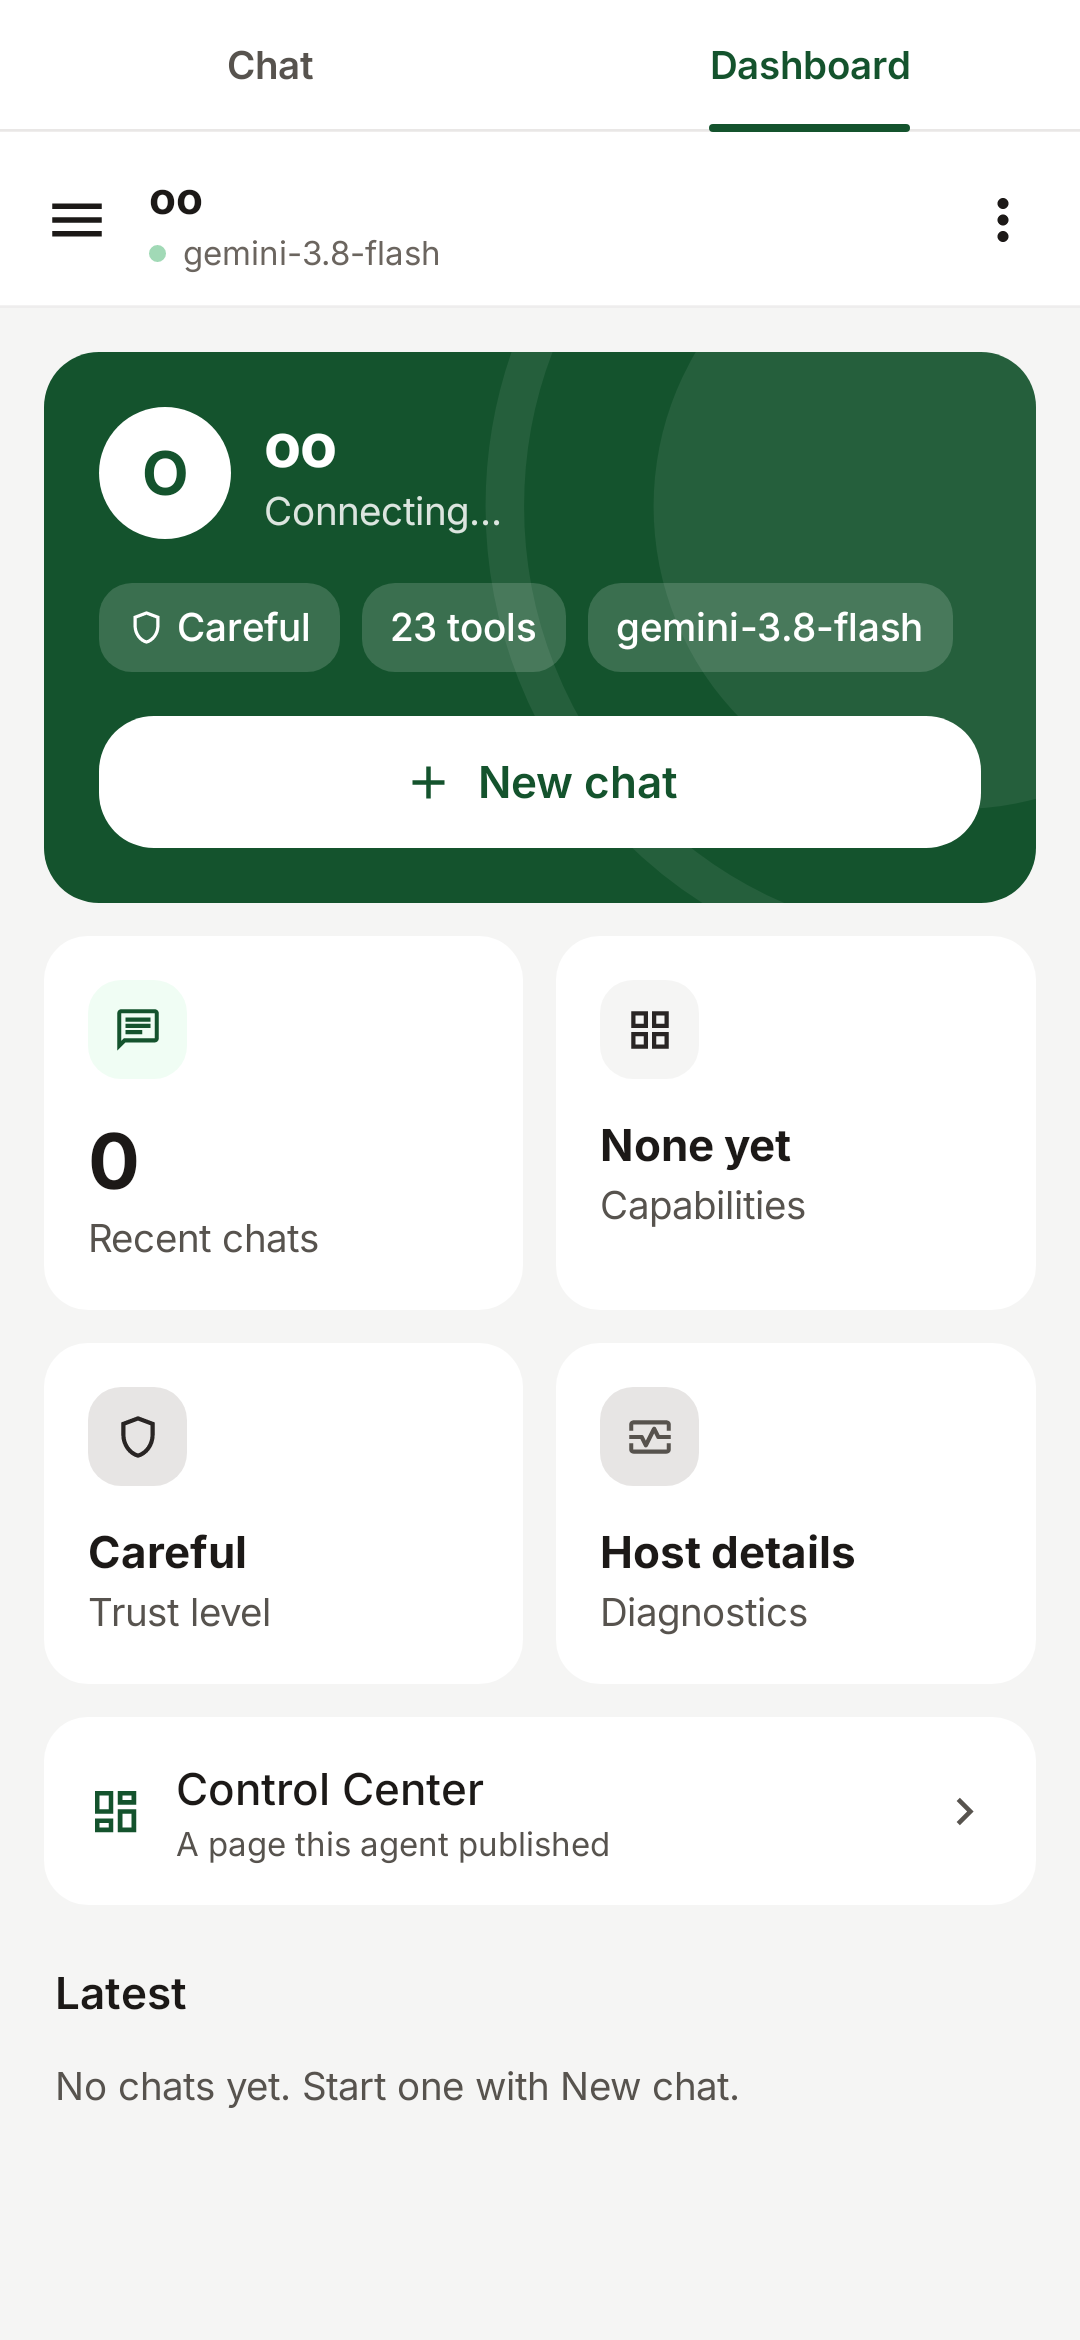 Chat
Dashboard
oo
gemini-3.8-flash
O
oo
Connecting...
Careful
23 tools
gemini-3.8-flash
New chat
0
Recent chats
None yet
Capabilities
Careful
Trust level
Host details
Diagnostics
Control Center
A page this agent published
Latest
No chats yet. Start one with New chat.